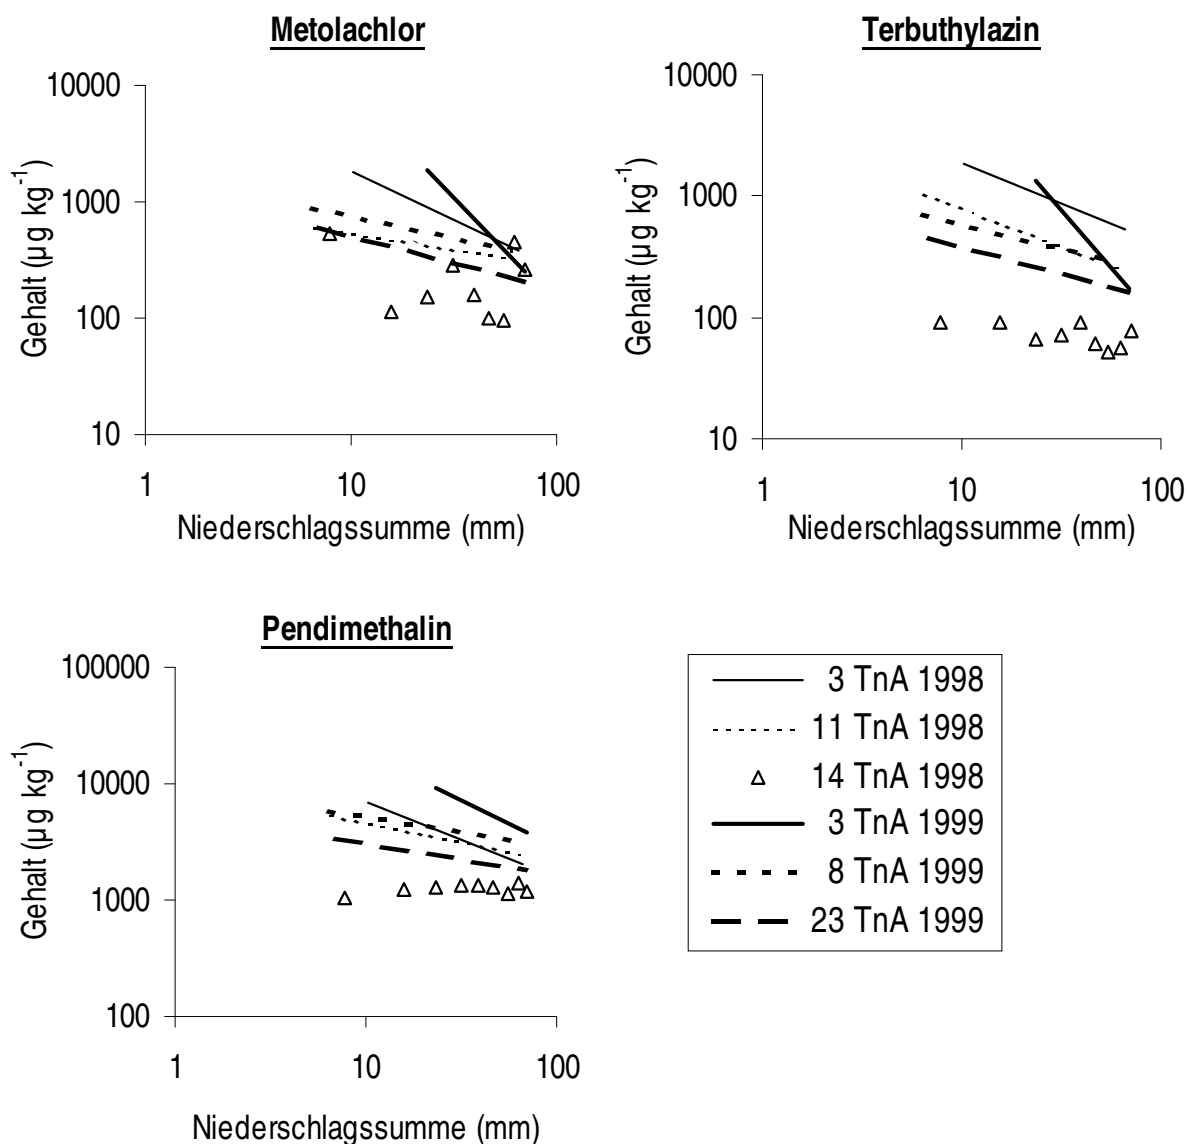 Metolachlor
10000
1000
100
10
1
10
100
Gehalt (µg kg⁻¹)
Niederschlagssumme (mm)
Terbuthylazin
10000
1000
100
10
1
10
100
Gehalt (µg kg⁻¹)
Niederschlagssumme (mm)
Pendimethalin
100000
10000
1000
100
1
10
100
Gehalt (µg kg⁻¹)
Niederschlagssumme (mm)
3 TnA 1998
11 TnA 1998
14 TnA 1998
3 TnA 1999
8 TnA 1999
23 TnA 1999